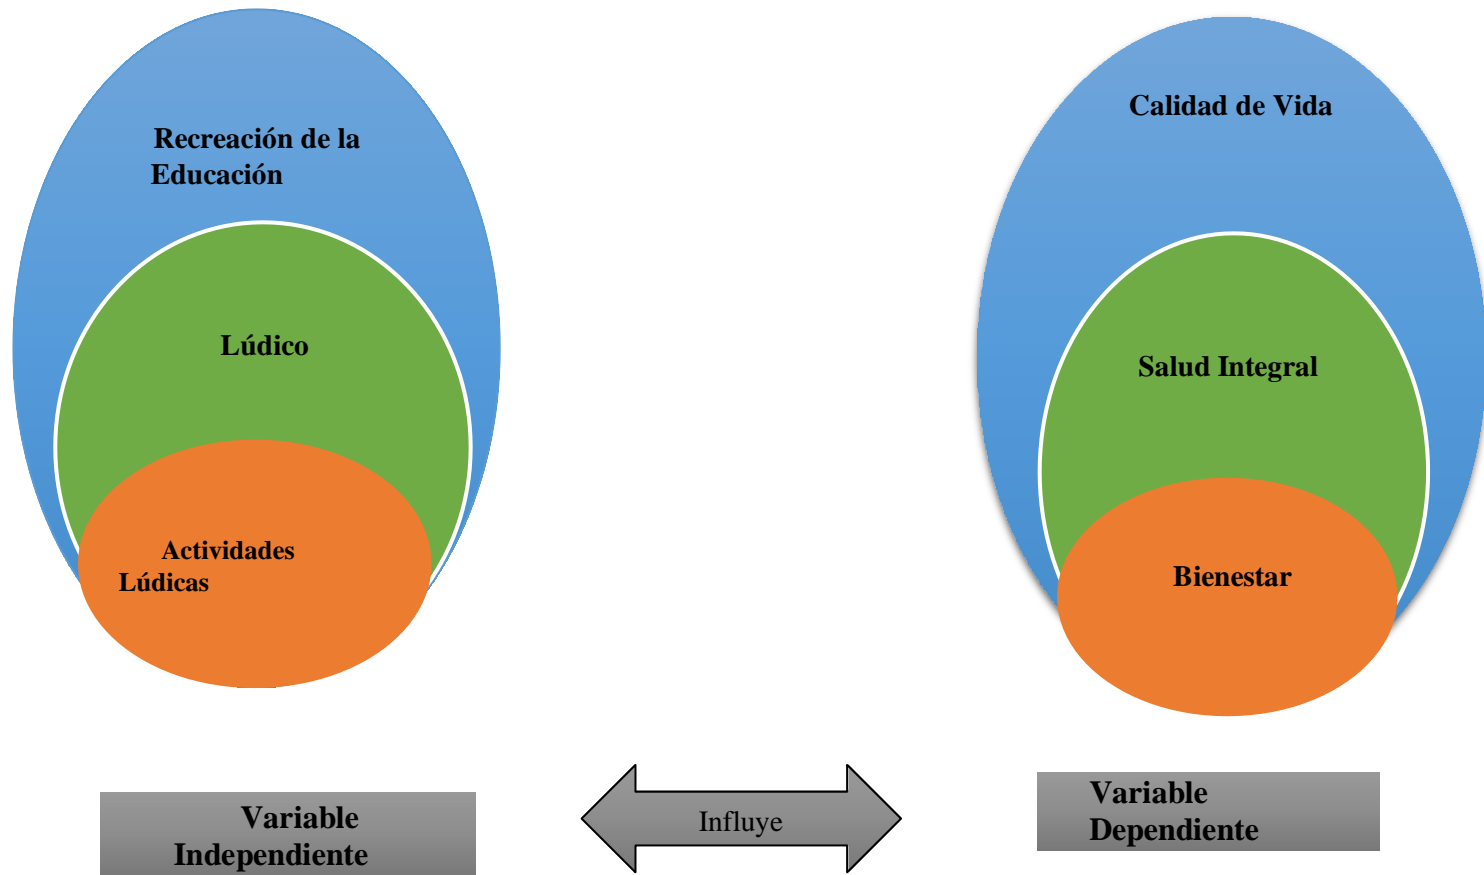 Recreación de la
Educación
Lúdico
Actividades
Lúdicas
Variable
Independiente
Influye
Calidad de Vida
Salud Integral
Bienestar
Variable
Dependiente